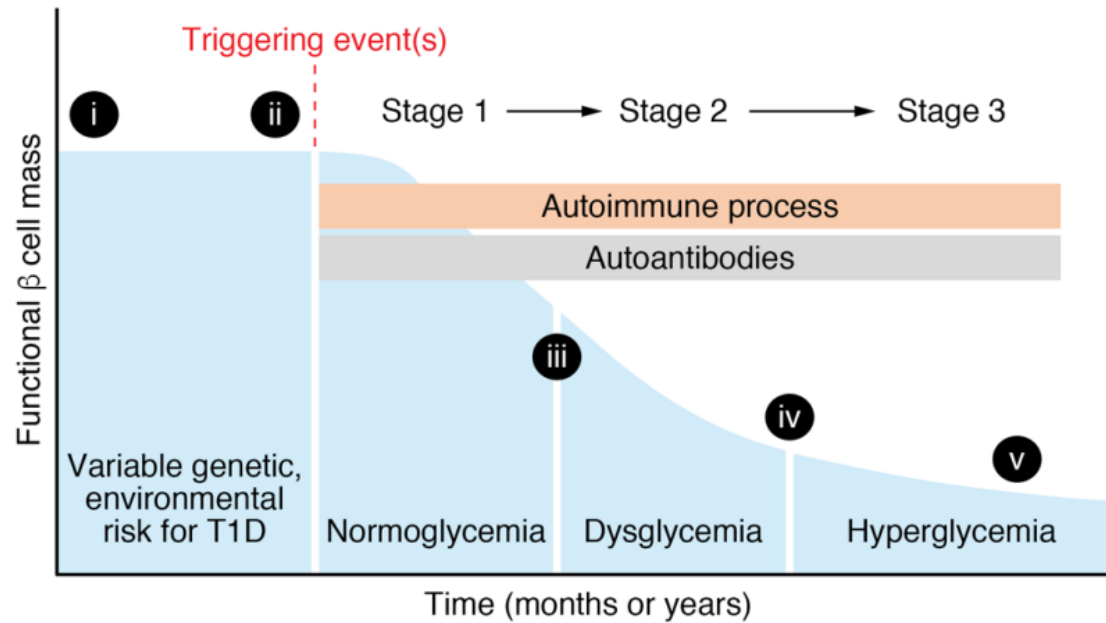 Triggering event(s)
i
ii
Stage 1
Stage 2
Stage 3
Functional β cell mass
Autoimmune process
Autoantibodies
iii
iv
v
Variable genetic,
environmental
risk for T1D
Normoglycemia
Dysglycemia
Hyperglycemia
Time (months or years)